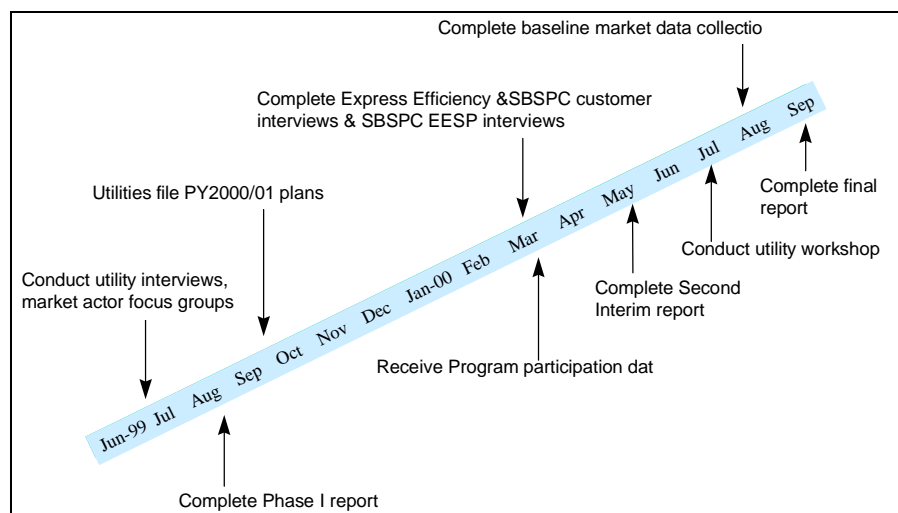 Complete baseline market data collectio
Complete Express Efficiency &SBSPC customer
interviews & SBSPC EESP interviews
Utilities file PY2000/01 plans
Conduct utility interviews,
market actor focus groups
Jun-99 Jul Aug Sep Oct Nov Dec Jan-00 Feb Mar Apr May Jun Jul Aug Sep
Complete final
report
Conduct utility workshop
Complete Second
Interim report
Receive Program participation dat
Complete Phase I report